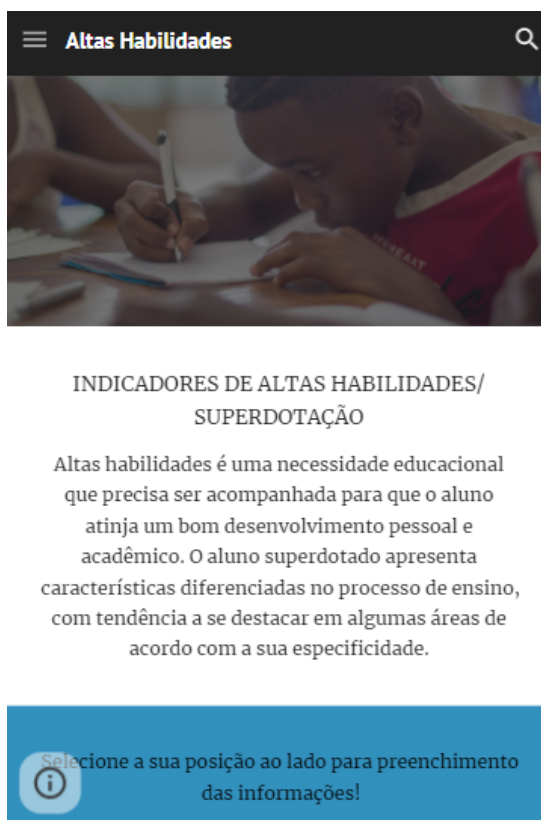 Altas Habilidades
INDICADORES DE ALTAS HABILIDADES/
SUPERDOTAÇÃO
Altas habilidades é uma necessidade educacional
que precisa ser acompanhada para que o aluno
atinja um bom desenvolvimento pessoal e
acadêmico. O aluno superdotado apresenta
características diferenciadas no processo de ensino,
com tendência a se destacar em algumas áreas de
acordo com a sua especificidade.
Selecione a sua posição ao lado para preenchimento
das informações!